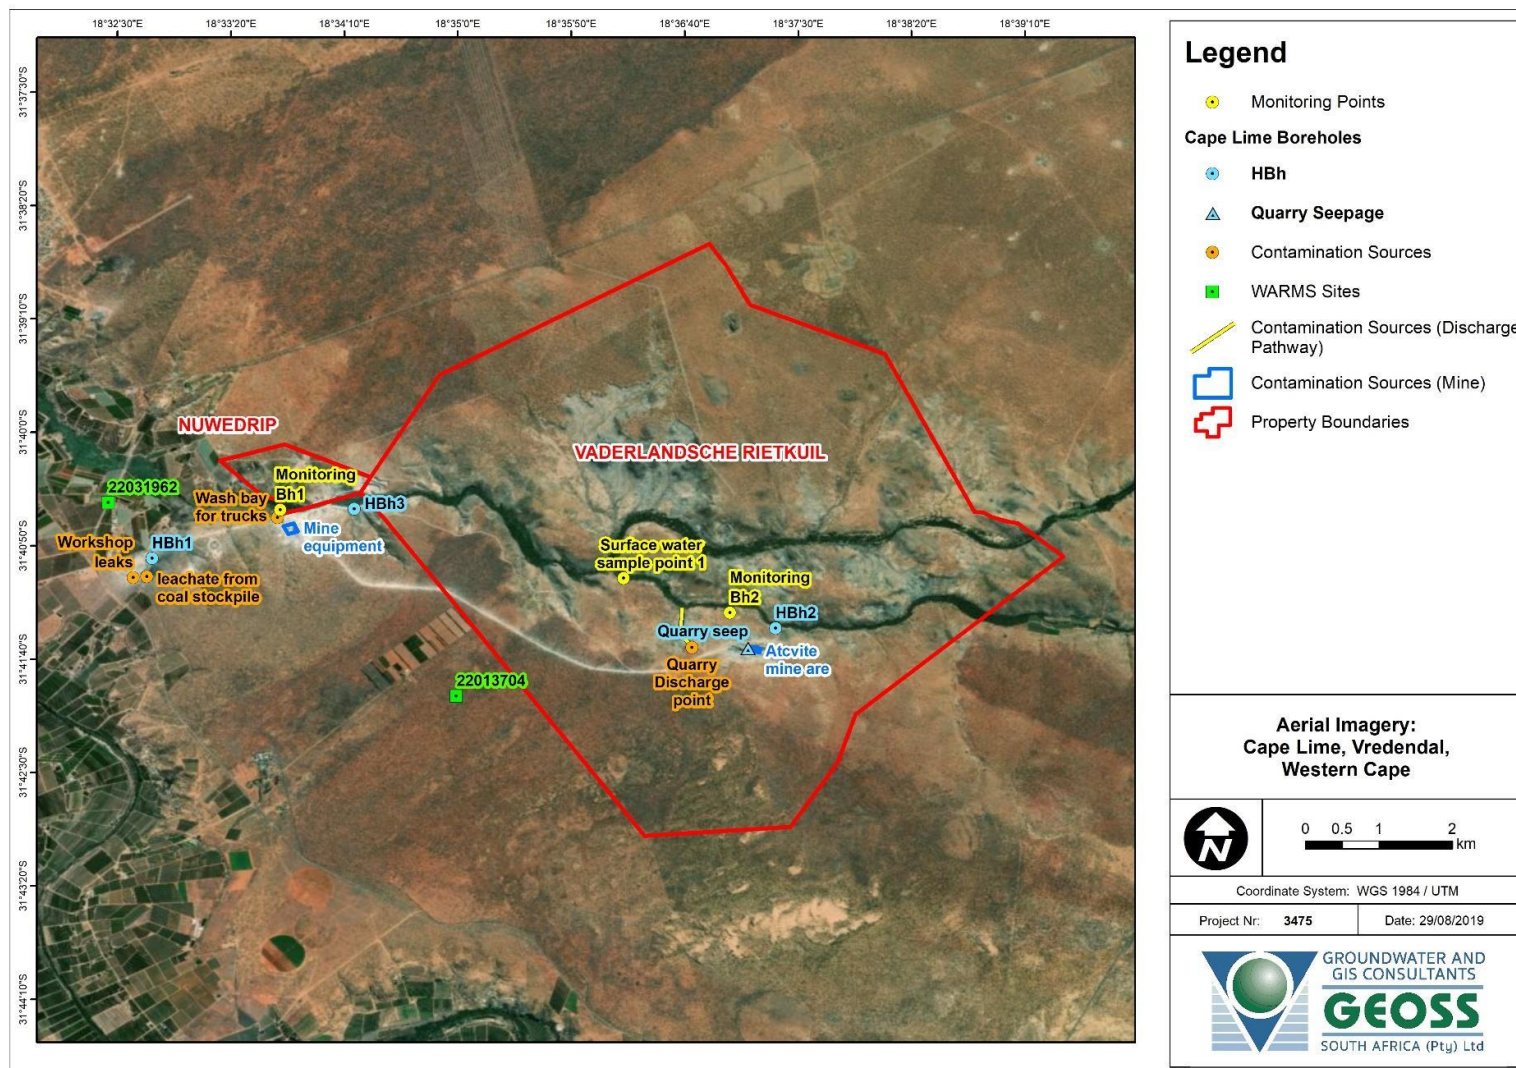 18°32'30"E
18°33'20"E
18°34'10"E
18°35'0"E
18°35'50"E
18°36'40"E
18°37'30"E
18°38'20"E
18°39'10"E
31°37'30"S
31°38'20"S
31°39'10"S
31°40'0"S
31°40'50"S
31°41'40"S
31°42'30"S
31°43'20"S
31°44'10"S
NUWEDRIP
VADERLANDSCHE RIETKUIL
Monitoring
Bh1
22031962
Wash bay
for trucks
HBh3
Mine
equipment
Workshop
leaks
HBh1
leachate from
coal stockpile
Surface water
sample point 1
Monitoring
Bh2
HBh2
Quarry seep
Atcvite
mine are
Quarry
Discharge
point
22013704
Legend
Monitoring Points
Cape Lime Boreholes
HBh
Quarry Seepage
Contamination Sources
WARMS Sites
Contamination Sources (Discharge
Pathway)
Contamination Sources (Mine)
Property Boundaries
Aerial Imagery:
Cape Lime, Vredendal,
Western Cape
N
0 0.5 1 2
km
Coordinate System: WGS 1984 / UTM
Project Nr: 3475
Date: 29/08/2019
GROUNDWATER AND
GIS CONSULTANTS
GEOSS
SOUTH AFRICA (Pty) Ltd